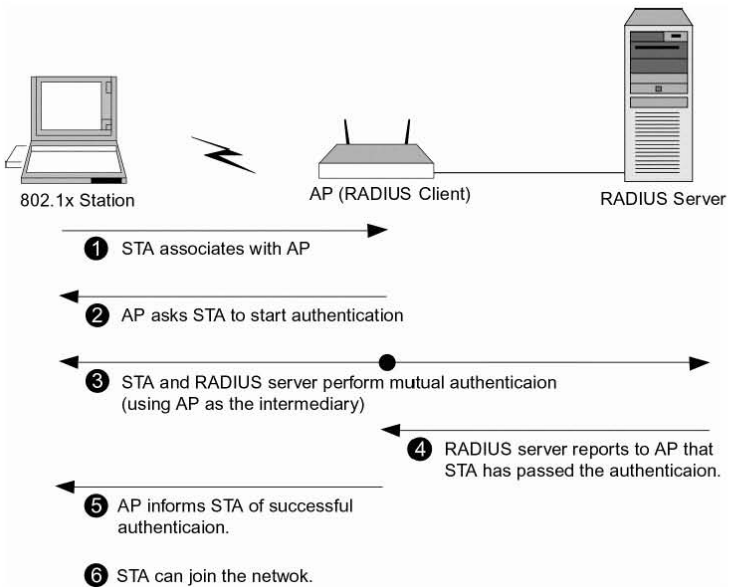 802.1x Station
AP (RADIUS Client)
RADIUS Server
1 STA associates with AP
2 AP asks STA to start authentication
3 STA and RADIUS server perform mutual authenticaion
(using AP as the intermediary)
4 RADIUS server reports to AP that
STA has passed the authenticaion.
5 AP informs STA of successful
authenticaion.
6 STA can join the netwok.